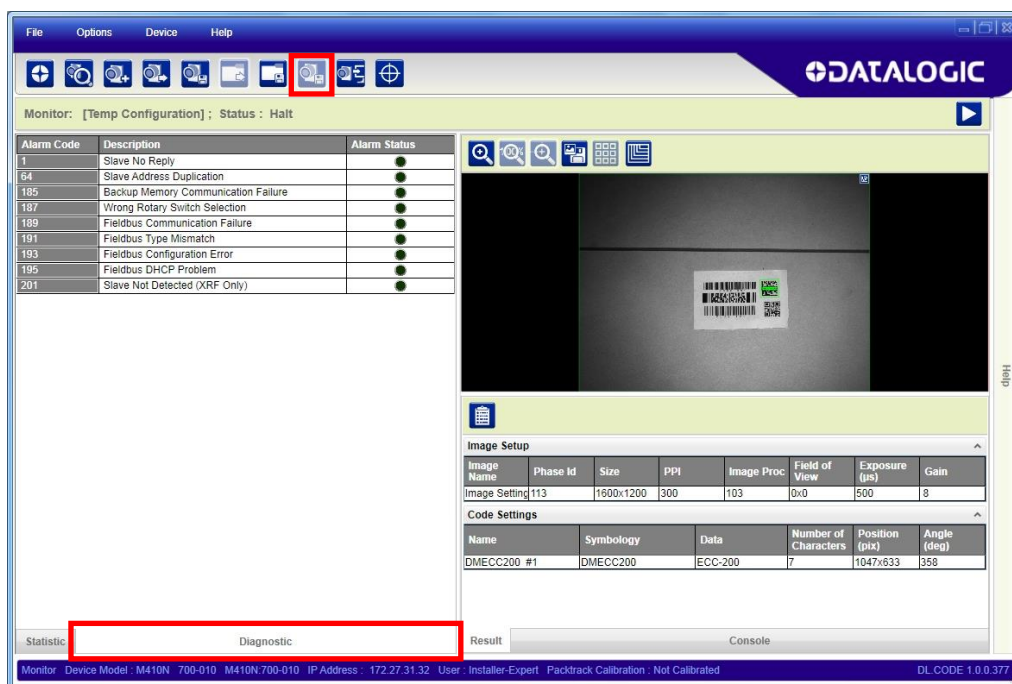 File Options Device Help
DATALOGIC
Monitor: [Temp Configuration] ; Status : Halt
Alarm Code Description Alarm Status
1 Slave No Reply
64 Slave Address Duplication
185 Backup Memory Communication Failure
187 Wrong Rotary Switch Selection
189 Fieldbus Communication Failure
191 Fieldbus Type Mismatch
193 Fieldbus Configuration Error
195 Fieldbus DHCP Problem
201 Slave Not Detected (XRF Only)
100%
Help
Image Setup
Image Name Phase Id Size PPI Image Proc Field of View Exposure (µs) Gain
Image Setting 113 1600x1200 300 103 0x0 500 8
Code Settings
Name Symbology Data Number of Characters Position (pix) Angle (deg)
DMECC200 #1 DMECC200 ECC-200 7 1047x633 358
Statistic Diagnostic Result Console
Monitor Device Model : M410N 700-010 M410N:700-010 IP Address : 172.27.31.32 User : Installer-Expert Packtrack Calibration : Not Calibrated DL.CODE 1.0.0.377